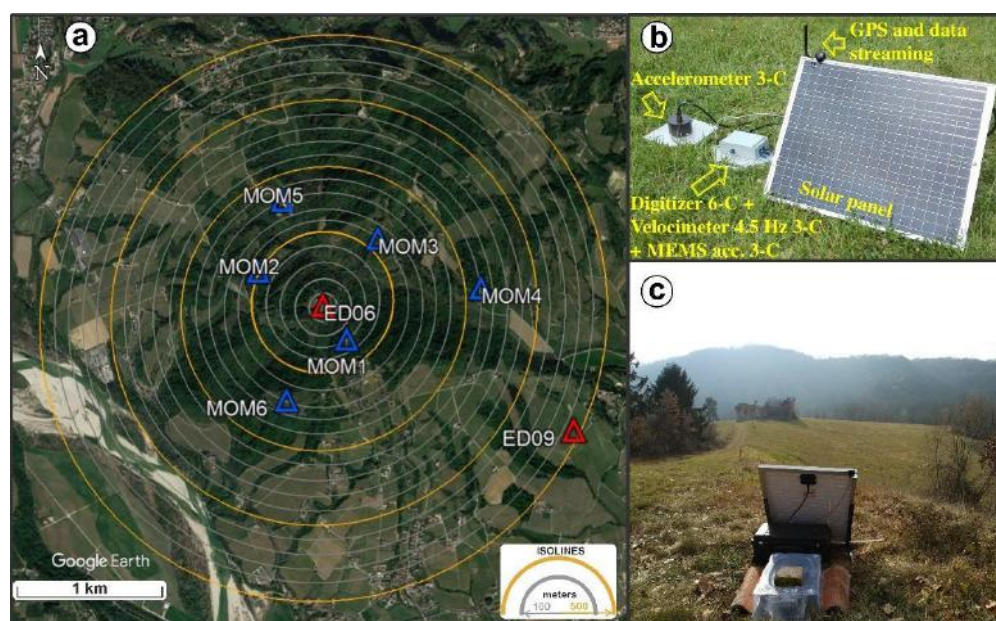 a
N
MOM5
MOM3
MOM2
MOM4
ED06
MOM1
MOM6
ED09
Google Earth
1 km
ISOLINES
meters
100 500
b
GPS and data
streaming
Accelerometer 3-C
Solar panel
Digitizer 6-C +
Velocimeter 4.5 Hz 3-C
+ MEMS acc. 3-C
c